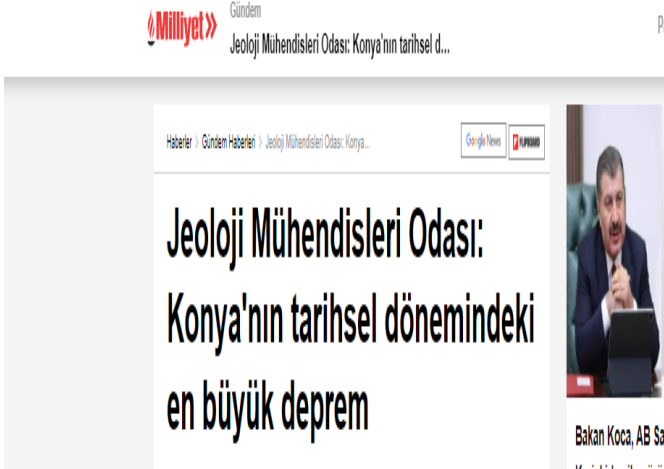 Gündem
Milliyet
Jeoloji Mühendisleri Odası: Konya'nın tarihsel d...
Haberler > Gündem Haberleri > Jeoloji Mühendisleri Odası: Konya...
Google News
FLIPBOARD
Jeoloji Mühendisleri Odası:
Konya'nın tarihsel dönemindeki
en büyük deprem
Bakan Koca, AB Sa